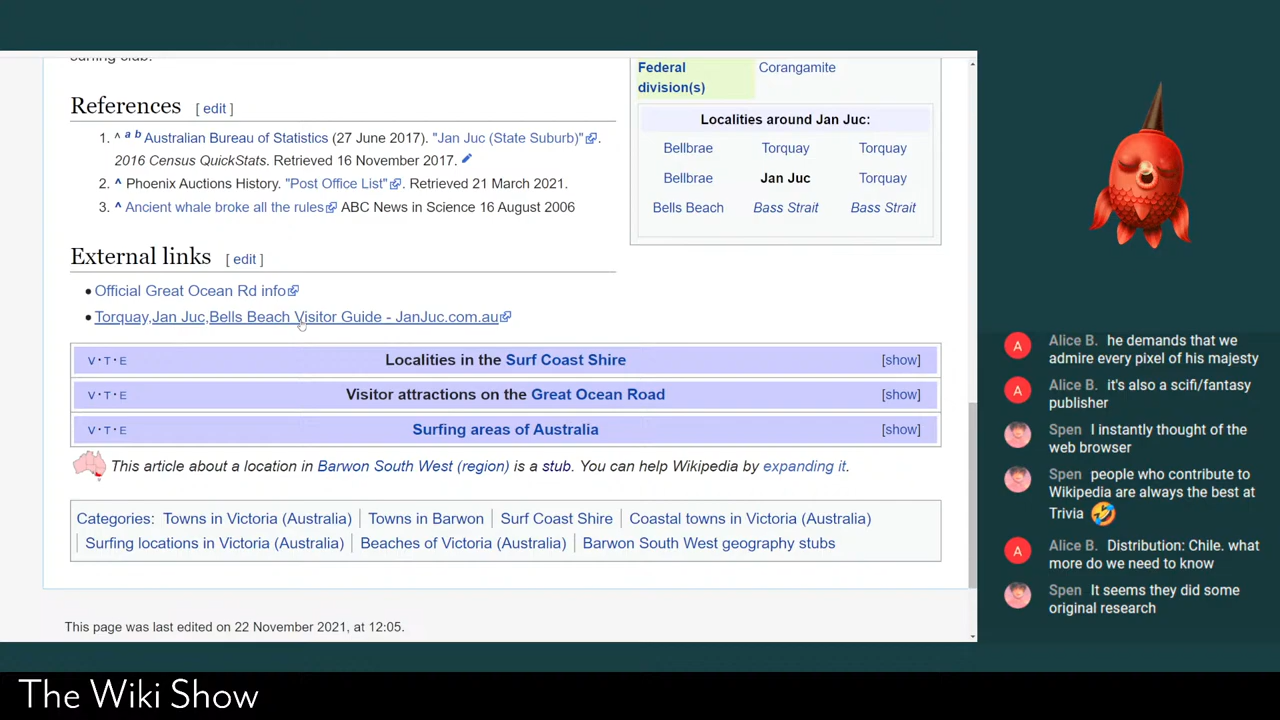 surfing club.
References [ edit ]
1. ^ a b Australian Bureau of Statistics (27 June 2017). "Jan Juc (State Suburb)".
2016 Census QuickStats. Retrieved 16 November 2017.
2. ^ Phoenix Auctions History. "Post Office List". Retrieved 21 March 2021.
3. ^ Ancient whale broke all the rules ABC News in Science 16 August 2006
External links [ edit ]
• Official Great Ocean Rd info
• Torquay,Jan Juc,Bells Beach Visitor Guide - JanJuc.com.au
Federal Corangamite
division(s)
Localities around Jan Juc:
Bellbrae Torquay Torquay
Bellbrae Jan Juc Torquay
Bells Beach Bass Strait Bass Strait
V·T·E Localities in the Surf Coast Shire [show]
V·T·E Visitor attractions on the Great Ocean Road [show]
V·T·E Surfing areas of Australia [show]
This article about a location in Barwon South West (region) is a stub. You can help Wikipedia by expanding it.
Categories: Towns in Victoria (Australia) | Towns in Barwon | Surf Coast Shire | Coastal towns in Victoria (Australia)
| Surfing locations in Victoria (Australia) | Beaches of Victoria (Australia) | Barwon South West geography stubs
This page was last edited on 22 November 2021, at 12:05.
A Alice B. he demands that we
admire every pixel of his majesty
A Alice B. it's also a scifi/fantasy
publisher
Spen I instantly thought of the
web browser
Spen people who contribute to
Wikipedia are always the best at
Trivia 🤣
A Alice B. Distribution: Chile. what
more do we need to know
Spen It seems they did some
original research
The Wiki Show